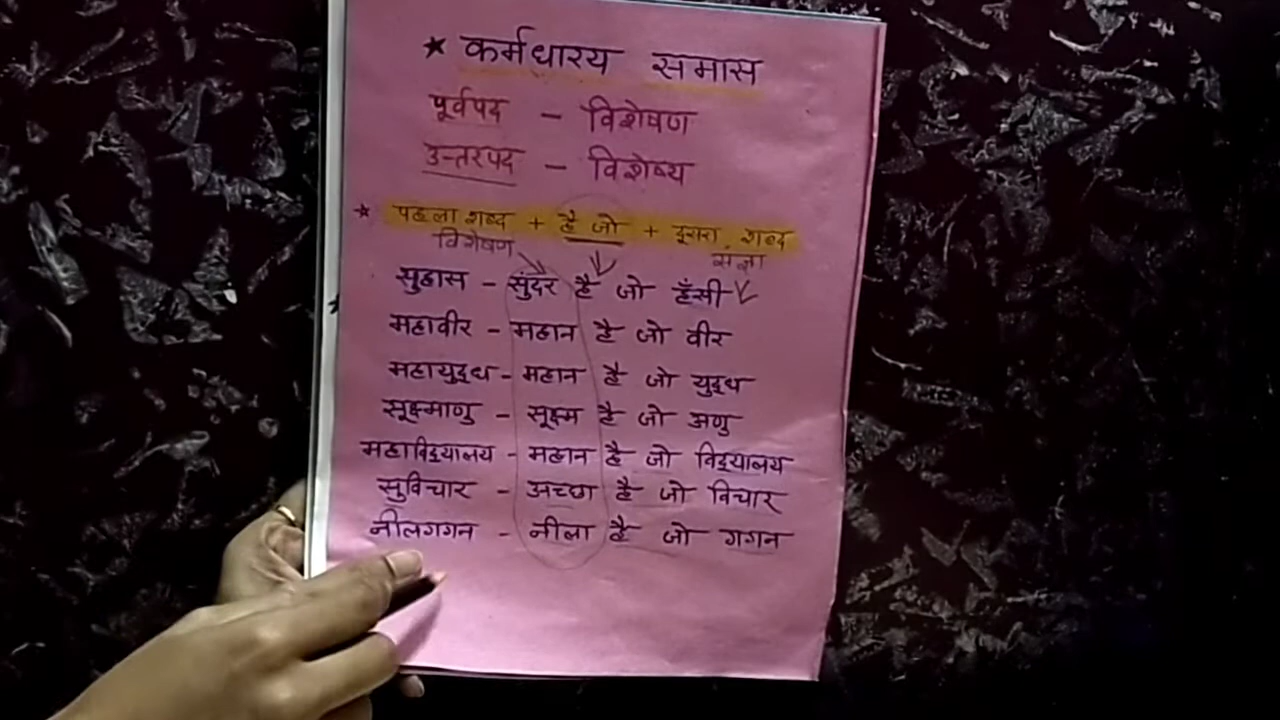 ★ कर्मधारय समास
पूर्वपद - विशेषण
उत्तरपद - विशेष्य
★ पहला शब्द + है जो + दूसरा शब्द
विशेषण संज्ञा
सुहास - सुंदर है जो हँसी
महावीर - महान है जो वीर
महायुद्ध - महान है जो युद्ध
सूक्ष्माणु - सूक्ष्म है जो अणु
महाविद्यालय - महान है जो विद्यालय
सुविचार - अच्छा है जो विचार
नीलगगन - नीला है जो गगन